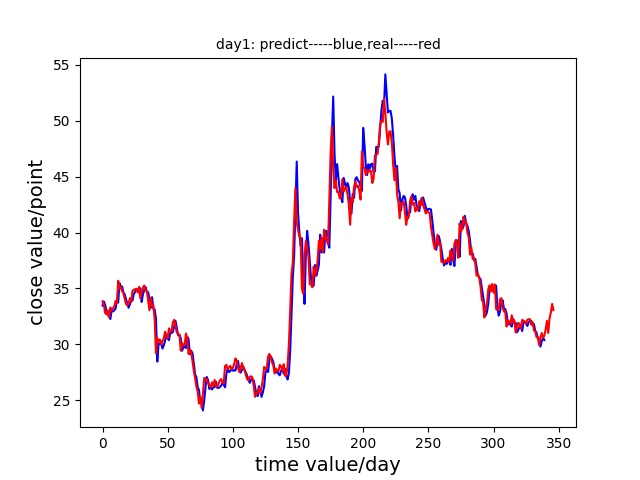 day1: predict-----blue,real-----red
55
50
45
40
35
30
25
close value/point
0 50 100 150 200 250 300 350
time value/day